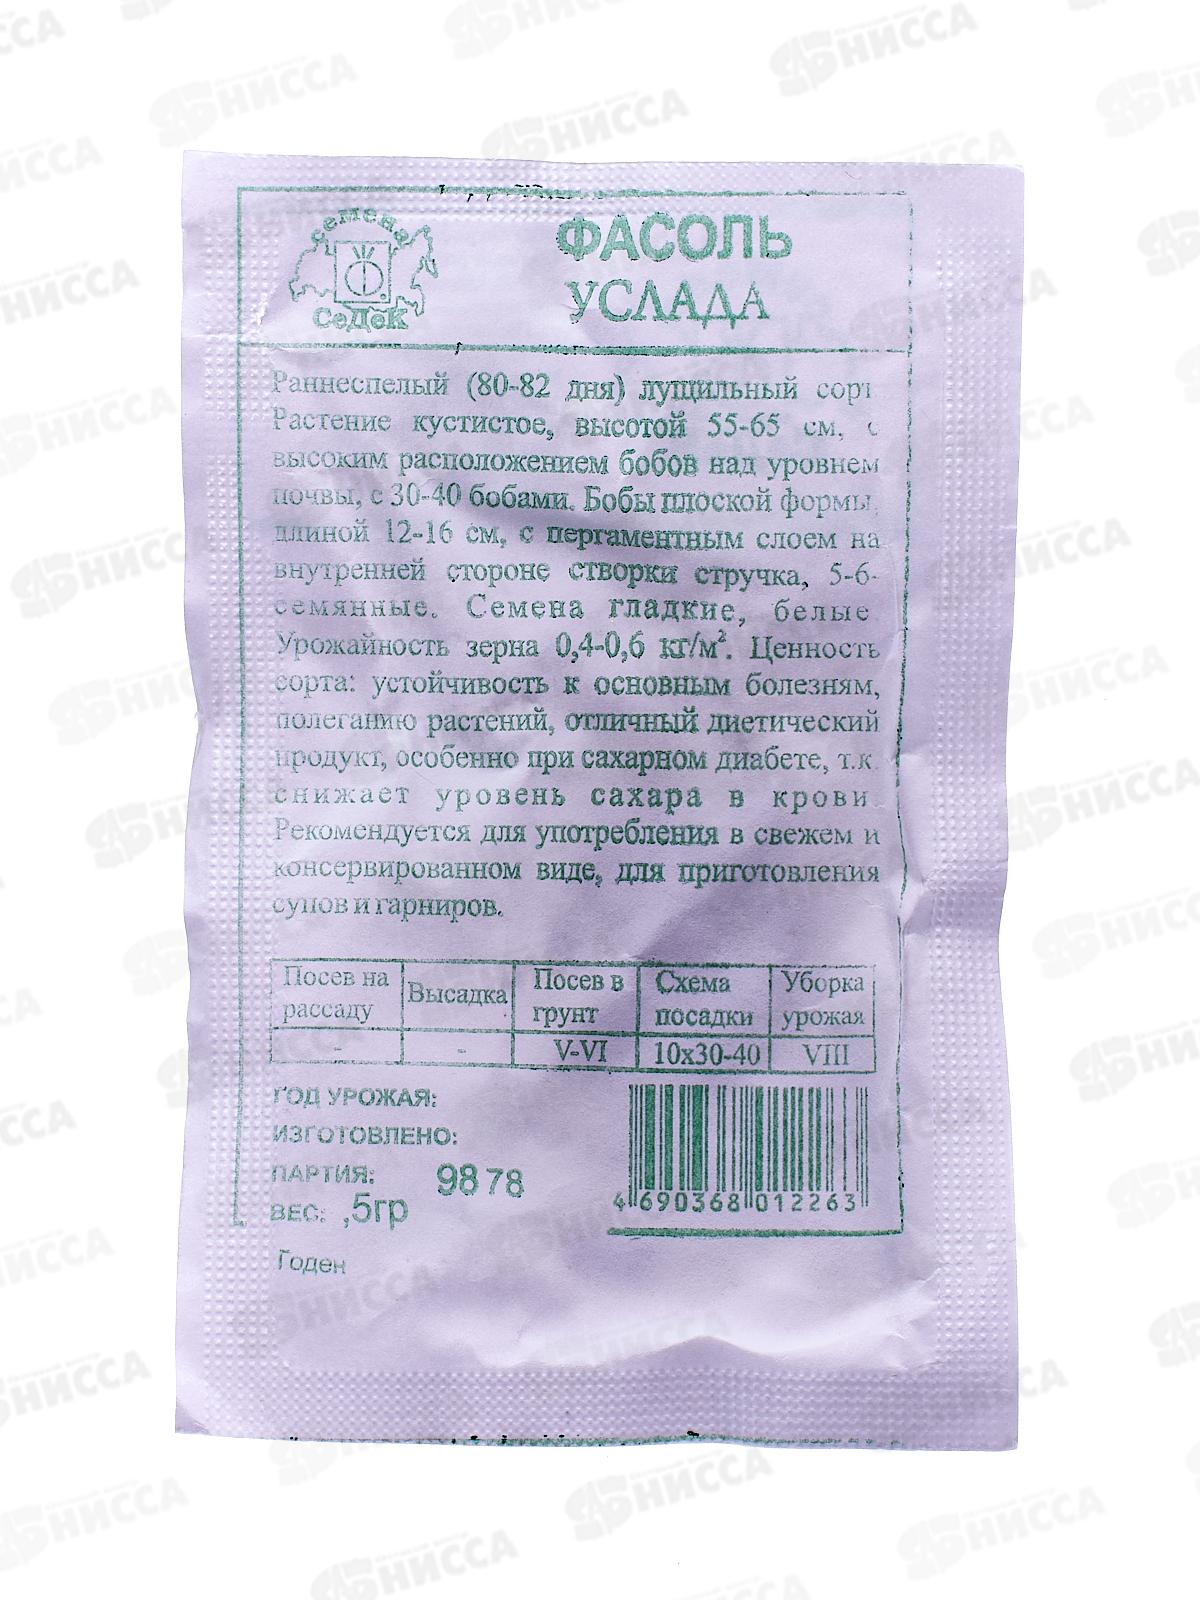 семена
СеДеК
ФАСОЛЬ
УСЛАДА
Раннеспелый (80-82 дня) лущильный сорт
Растение кустистое, высотой 55-65 см, с
высоким расположением бобов над уровнем
почвы, с 30-40 бобами. Бобы плоской формы,
длиной 12-16 см, с пергаментным слоем на
внутренней стороне створки стручка, 5-6-
семянные. Семена гладкие, белые
Урожайность зерна 0,4-0,6 кг/м². Ценность
сорта: устойчивость к основным болезням,
полеганию растений, отличный диетический
продукт, особенно при сахарном диабете, т.к.
снижает уровень сахара в крови.
Рекомендуется для употребления в свежем и
консервированном виде, для приготовления
супов и гарниров.
Посев на рассаду
Высадка
Посев в грунт
Схема посадки
Уборка урожая
-
-
V-VI
10х30-40
VIII
ГОД УРОЖАЯ:
ИЗГОТОВЛЕНО:
ПАРТИЯ: 9878
ВЕС: ,5гр
4 690368 012263
Годен
НИССА